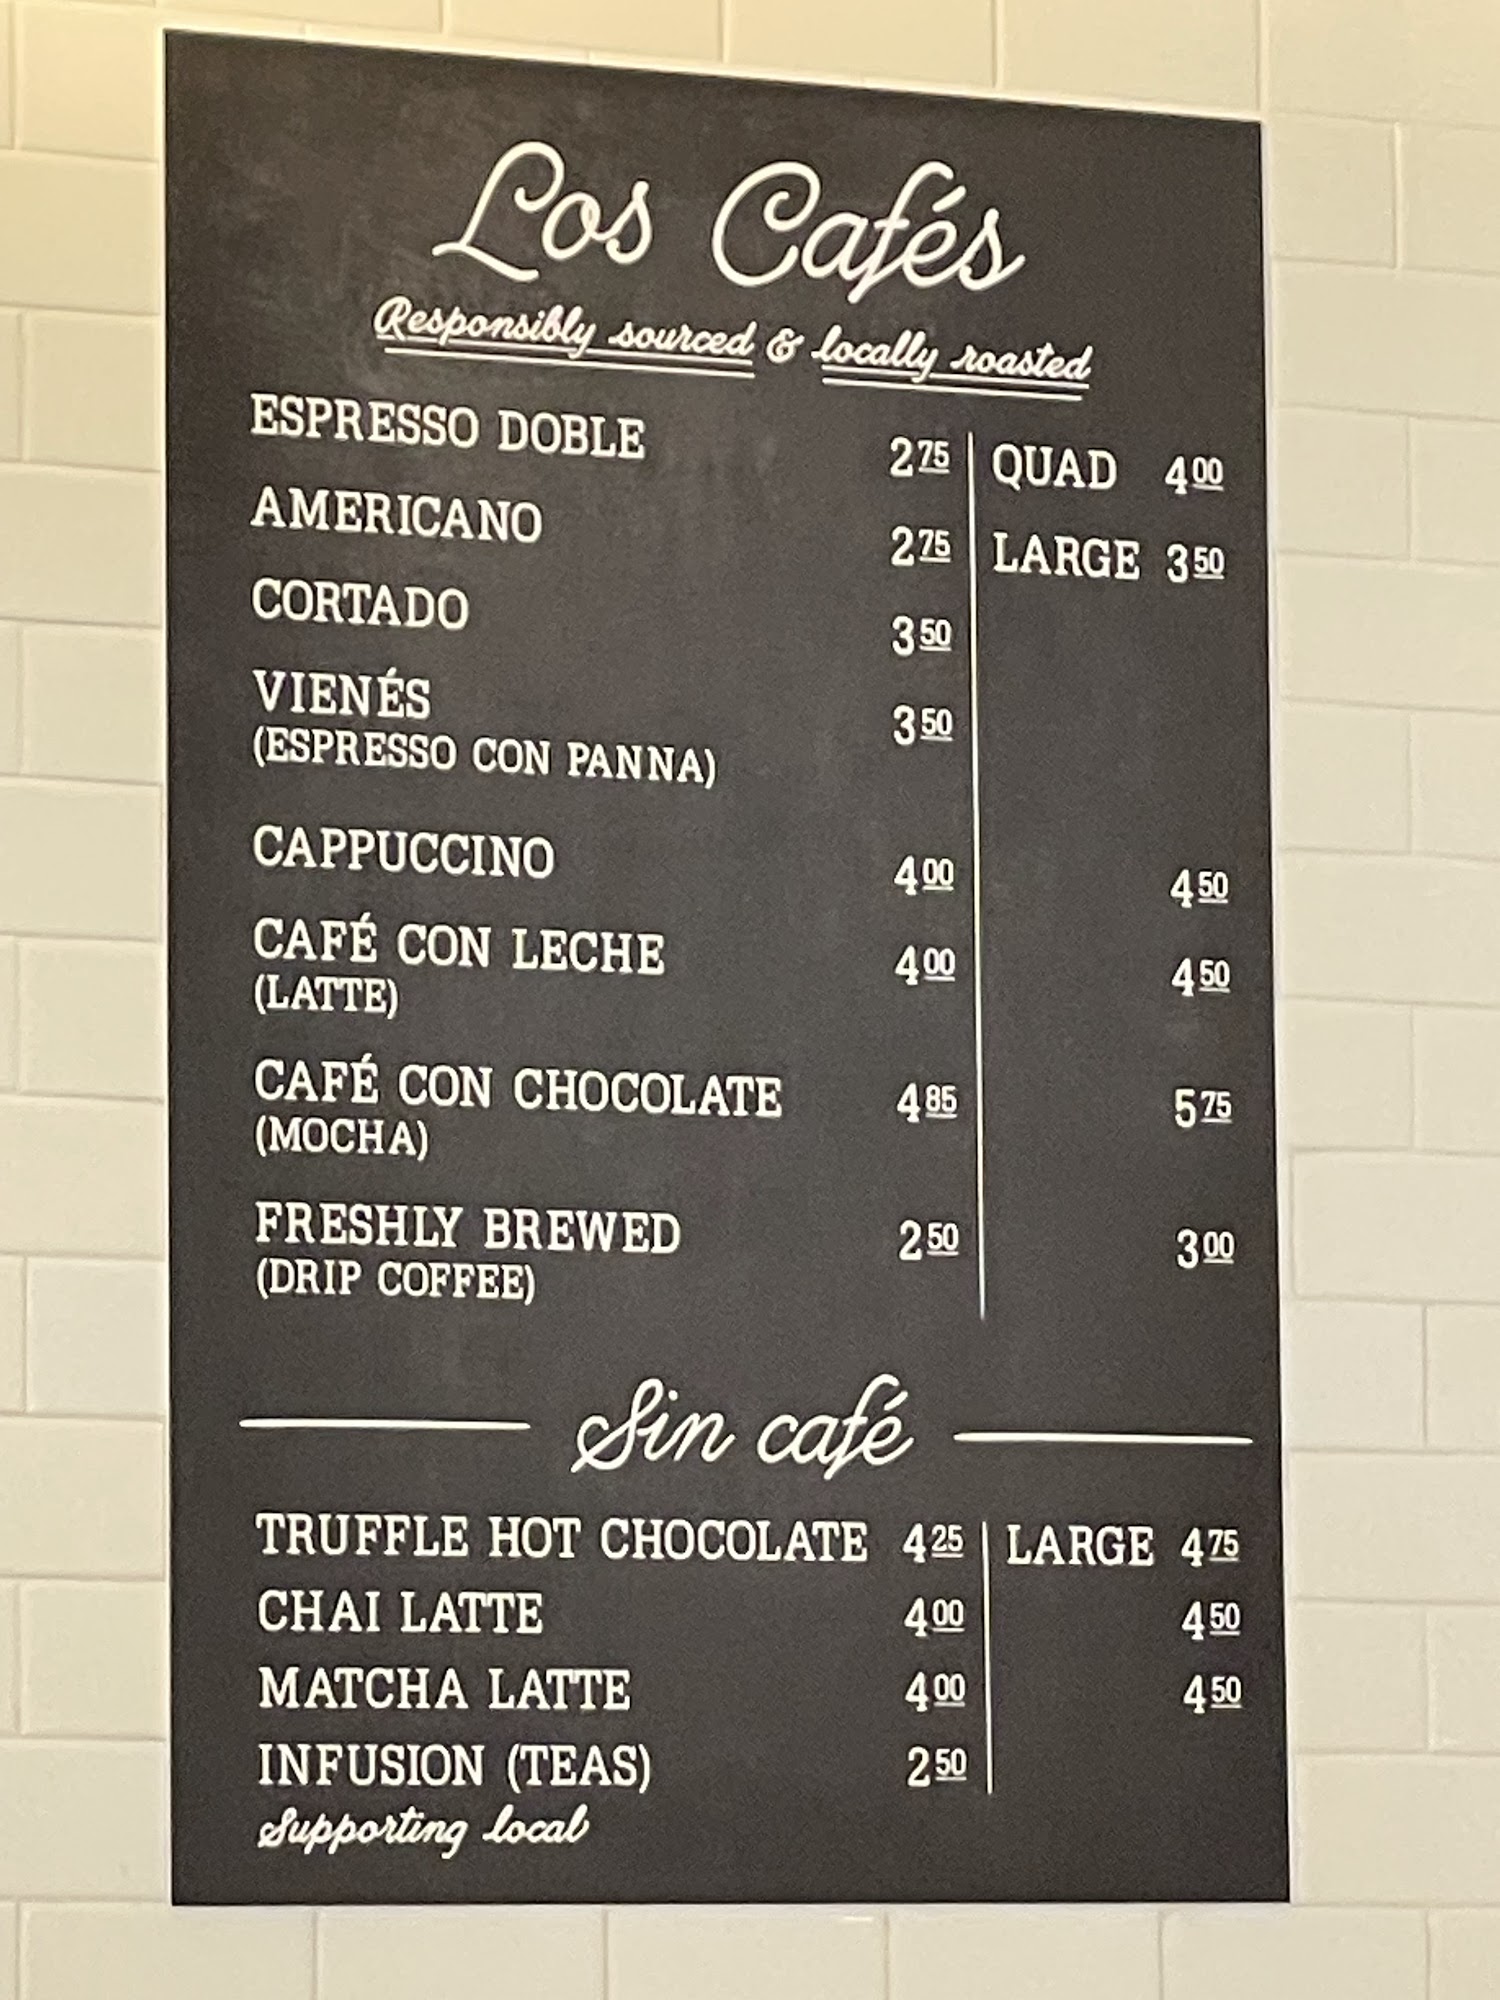 Los Cafés
Responsibly sourced & locally roasted
ESPRESSO DOBLE 2.75 QUAD 4.00
AMERICANO 2.75 LARGE 3.50
CORTADO 3.50
VIENÉS 3.50
(ESPRESSO CON PANNA)
CAPPUCCINO 4.00 4.50
CAFÉ CON LECHE 4.00 4.50
(LATTE)
CAFÉ CON CHOCOLATE 4.85 5.75
(MOCHA)
FRESHLY BREWED 2.50 3.00
(DRIP COFFEE)
Sin café
TRUFFLE HOT CHOCOLATE 4.25 LARGE 4.75
CHAI LATTE 4.00 4.50
MATCHA LATTE 4.00 4.50
INFUSION (TEAS) 2.50
Supporting local